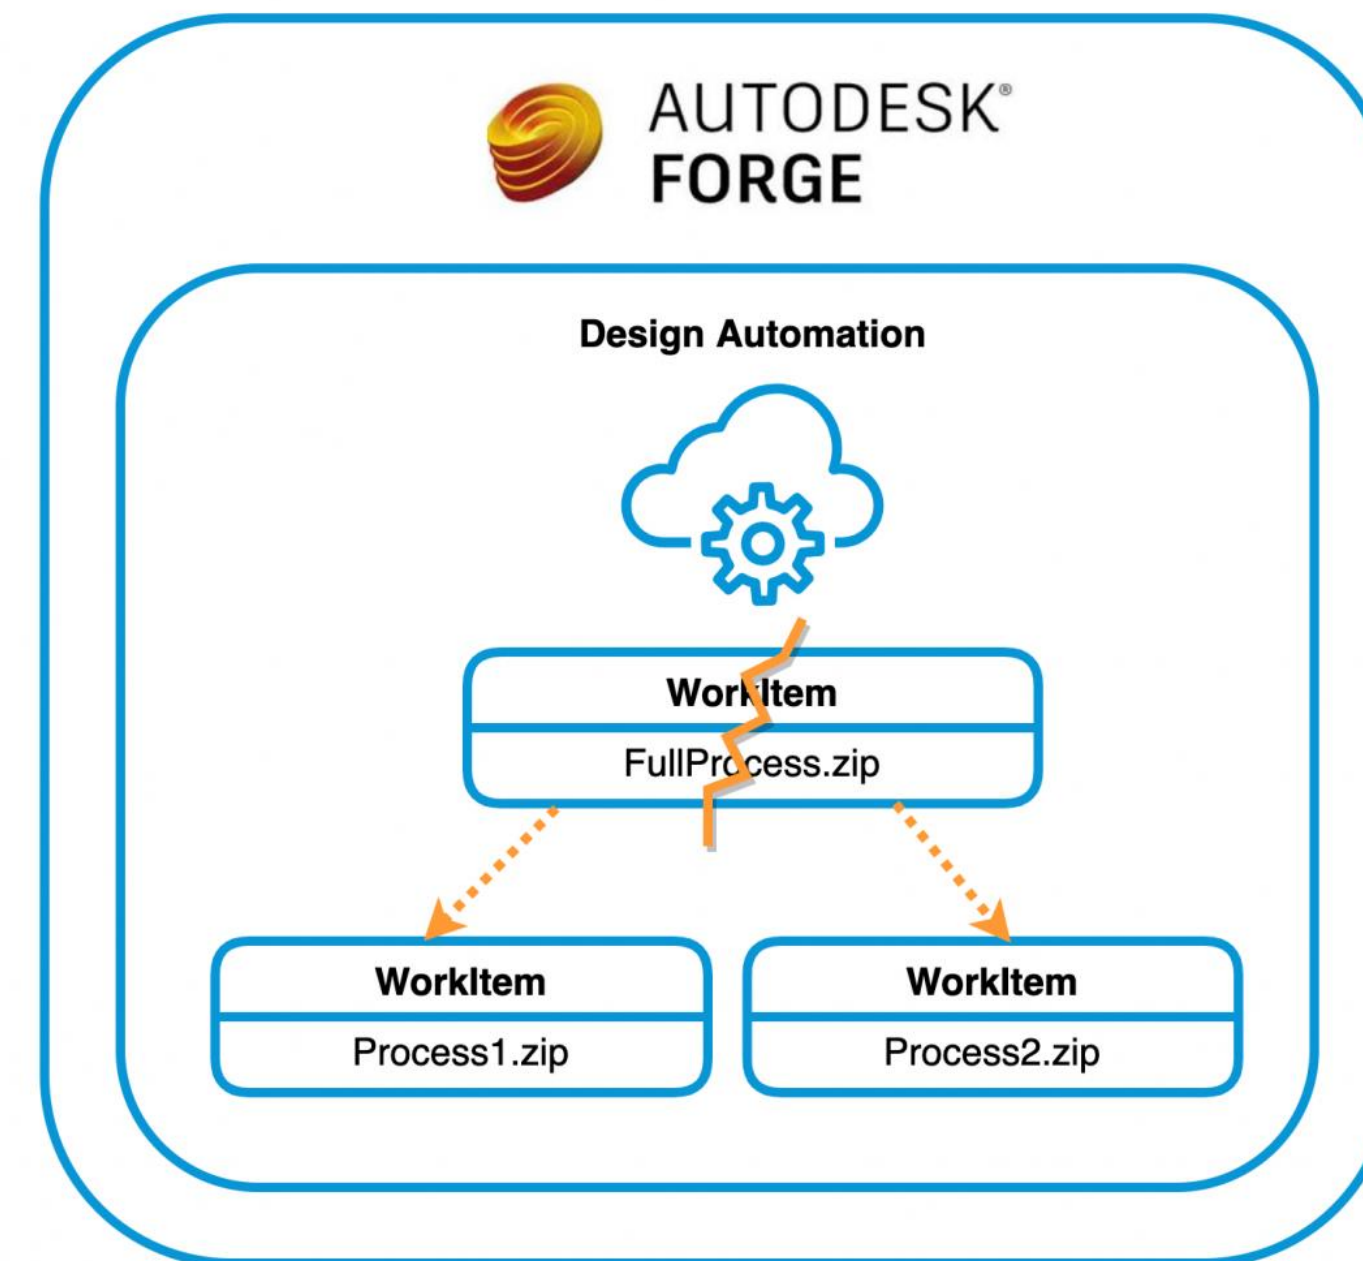 AUTODESK®
FORGE
Design Automation
WorkItem
FullProcess.zip
WorkItem
Process1.zip
WorkItem
Process2.zip